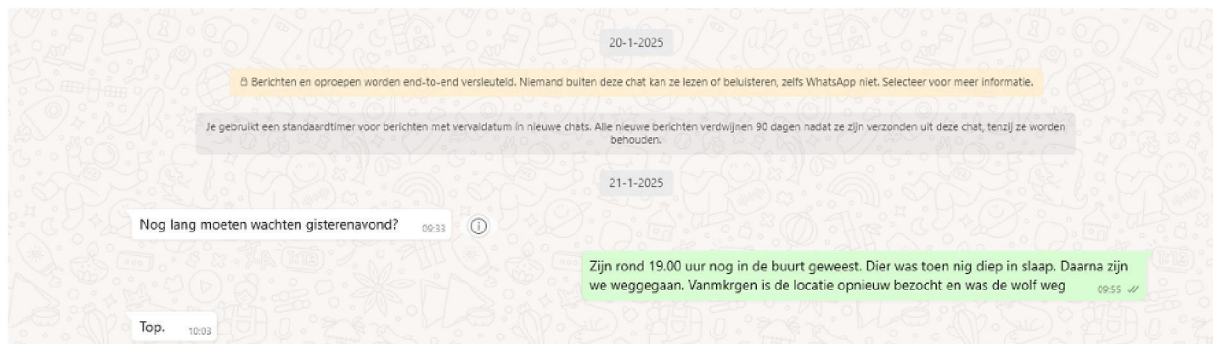 20-1-2025
Berichten en oproepen worden end-to-end versleuteld. Niemand buiten deze chat kan ze lezen of beluisteren, zelfs WhatsApp niet. Selecteer voor meer informatie.
Je gebruikt een standaardtimer voor berichten met vervaldatum in nieuwe chats. Alle nieuwe berichten verdwijnen 90 dagen nadat ze zijn verzonden uit deze chat, tenzij ze worden
behouden.
21-1-2025
Nog lang moeten wachten gisterenavond? 09:33
Zijn rond 19.00 uur nog in de buurt geweest. Dier was toen nig diep in slaap. Daarna zijn
we weggegaan. Vanmkrgen is de locatie opnieuw bezocht en was de wolf weg 09:55
Top. 10:03